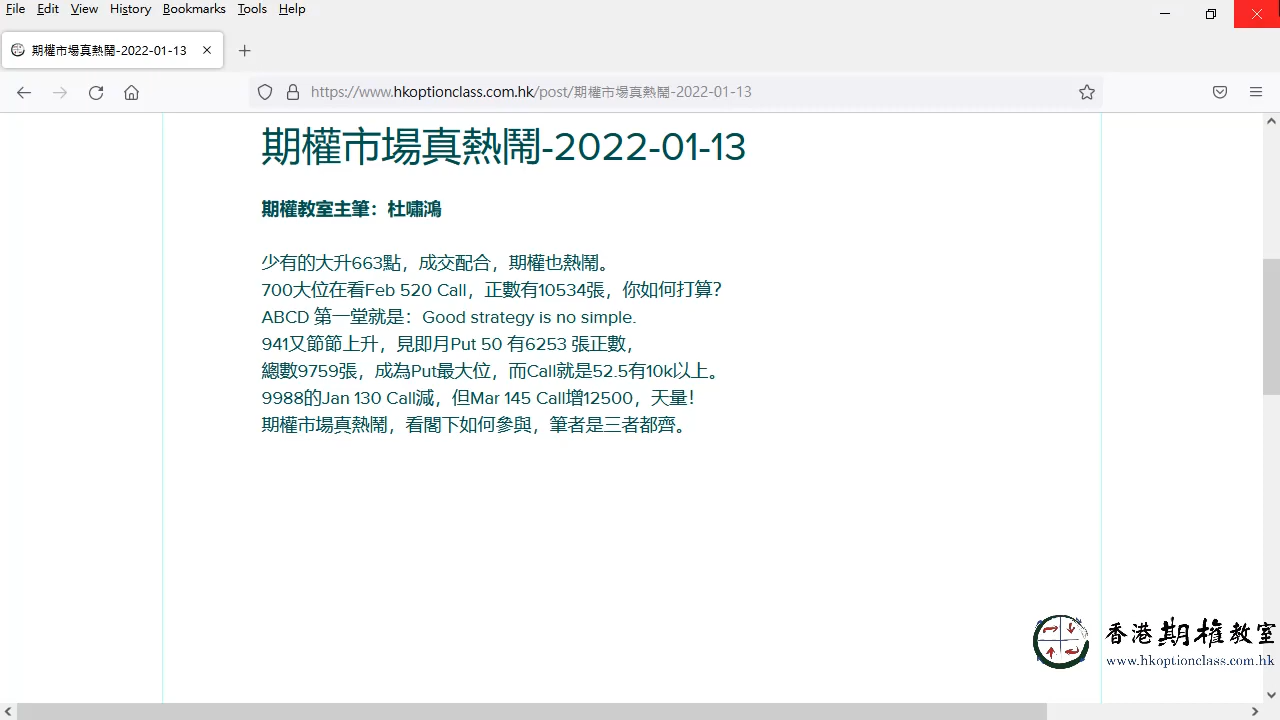 File Edit View History Bookmarks Tools Help
期權市場真熱鬧-2022-01-13
https://www.hkoptionclass.com.hk/post/期權市場真熱鬧-2022-01-13
期權市場真熱鬧-2022-01-13
期權教室主筆：杜嘯鴻
少有的大升663點，成交配合，期權也熱鬧。
700大位在看Feb 520 Call，正數有10534張，你如何打算？
ABCD 第一堂就是：Good strategy is no simple.
941又節節上升，見即月Put 50 有6253 張正數，
總數9759張，成為Put最大位，而Call就是52.5有10k以上。
9988的Jan 130 Call減，但Mar 145 Call增12500，天量！
期權市場真熱鬧，看閣下如何參與，筆者是三者都齊。
香港期權教室
www.hkoptionclass.com.hk